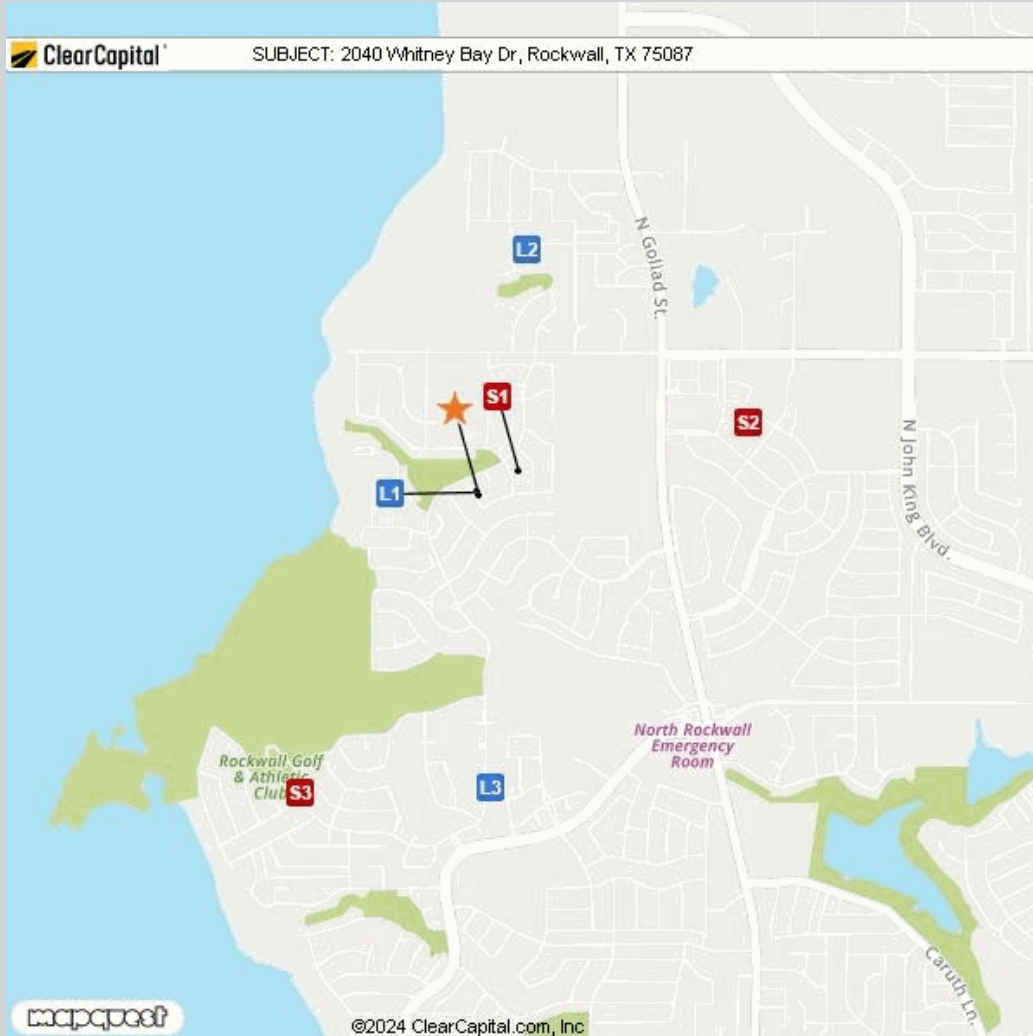 ClearCapital
SUBJECT: 2040 Whitney Bay Dr, Rockwall, TX 75087
L2
N Goliad St.
S1
S2
N John King Blvd.
L1
North Rockwall
Emergency
Room
Rockwall Golf
& Athletic
Club
S3
L3
Caruth Ln.
mapquest
©2024 ClearCapital.com, Inc